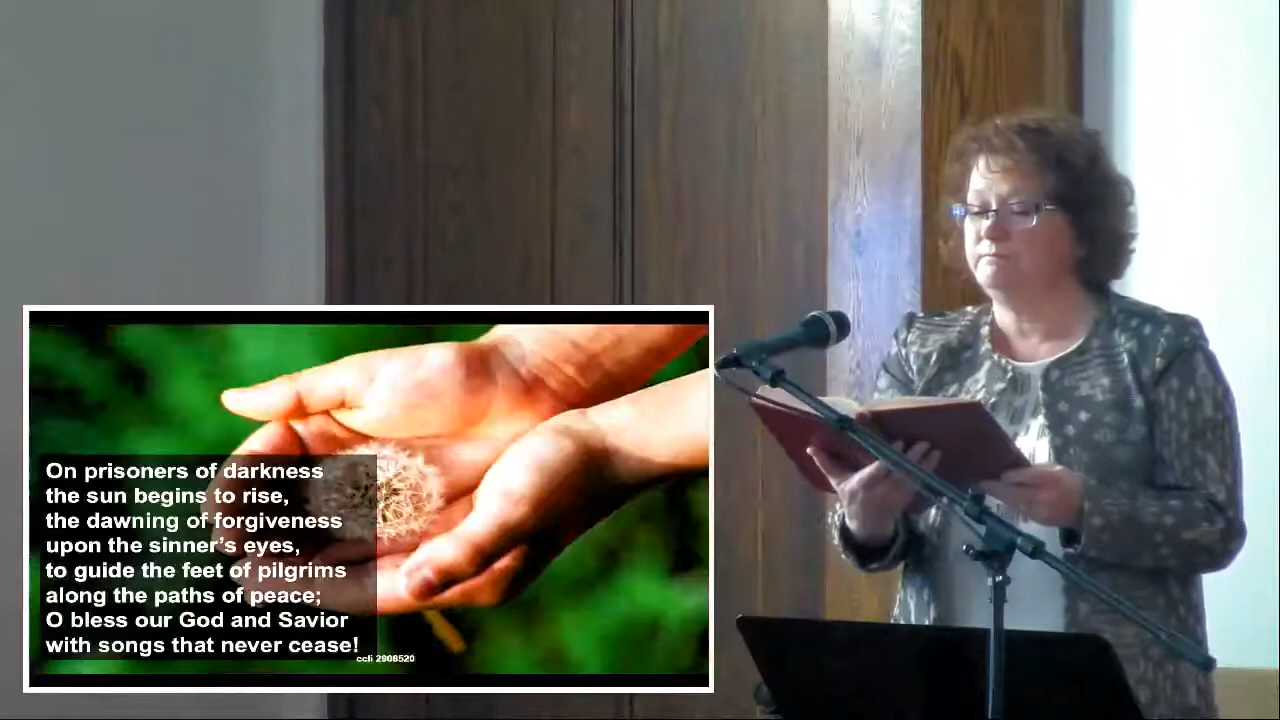 On prisoners of darkness
the sun begins to rise,
the dawning of forgiveness
upon the sinner's eyes,
to guide the feet of pilgrims
along the paths of peace;
O bless our God and Savior
with songs that never cease!
ccli 2908520